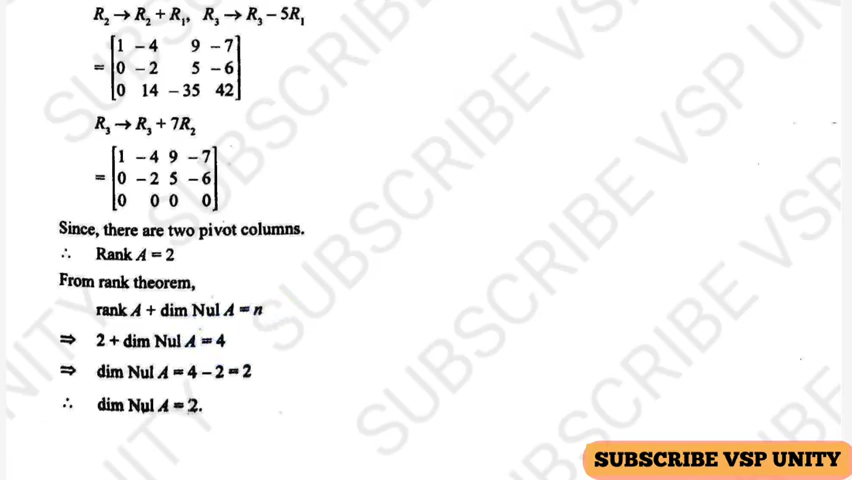 R₂ → R₂ + R₁, R₃ → R₃ − 5R₁
= [1 −4 9 −7]
[0 −2 5 −6]
[0 14 −35 42]
R₃ → R₃ + 7R₂
= [1 −4 9 −7]
[0 −2 5 −6]
[0 0 0 0]
Since, there are two pivot columns.
∴ Rank A = 2
From rank theorem,
rank A + dim Nul A = n
⇒ 2 + dim Nul A = 4
⇒ dim Nul A = 4 − 2 = 2
∴ dim Nul A = 2.
SUBSCRIBE VSP UNITY